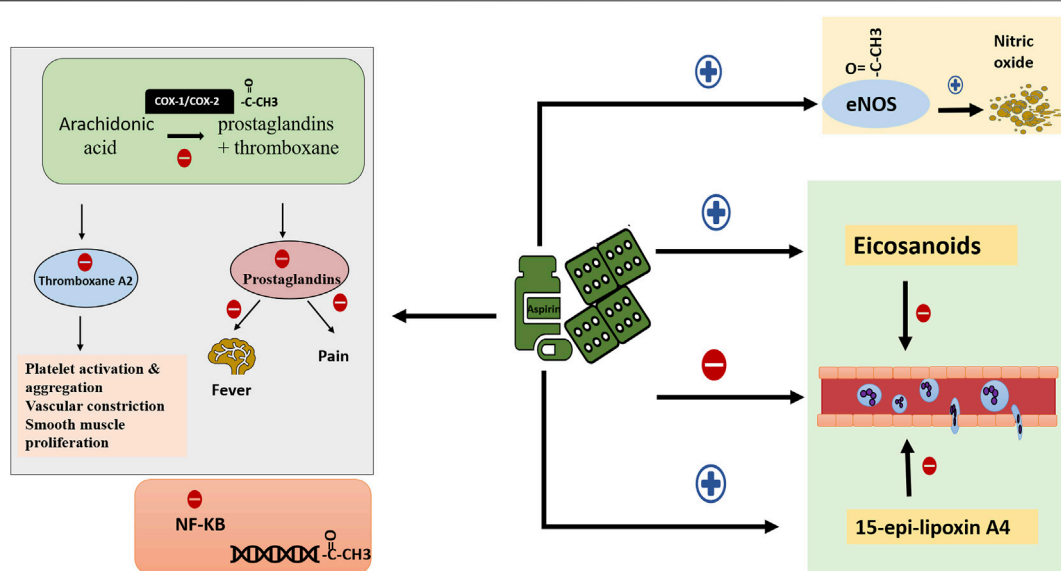 COX-1/COX-2
O
=
-C-CH3
Arachidonic
acid
prostaglandins
+ thromboxane
Thromboxane A2
Prostaglandins
Platelet activation &
aggregation
Vascular constriction
Smooth muscle
proliferation
Fever
Pain
NF-KB
O
=
-C-CH3
Aspirin
O=
-C-CH3
eNOS
Nitric
oxide
Eicosanoids
15-epi-lipoxin A4